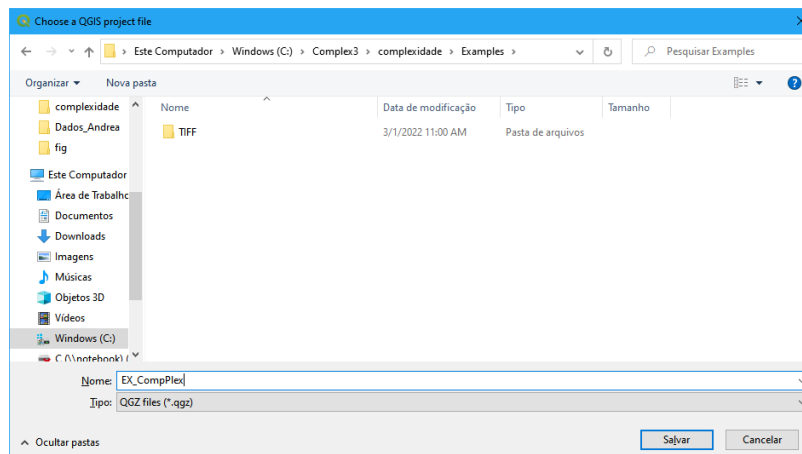 Choose a QGIS project file
Este Computador > Windows (C:) > Complex3 > complexidade > Examples >
Pesquisar Examples
Organizar Nova pasta
Nome Data de modificação Tipo Tamanho
TIFF 3/1/2022 11:00 AM Pasta de arquivos
complexidade
Dados_Andrea
fig
Este Computador
Área de Trabalho
Documentos
Downloads
Imagens
Músicas
Objetos 3D
Vídeos
Windows (C:)
C (\\notebook) (
Nome: EX_CompPlex
Tipo: QGZ files (*.qgz)
Ocultar pastas Salvar Cancelar